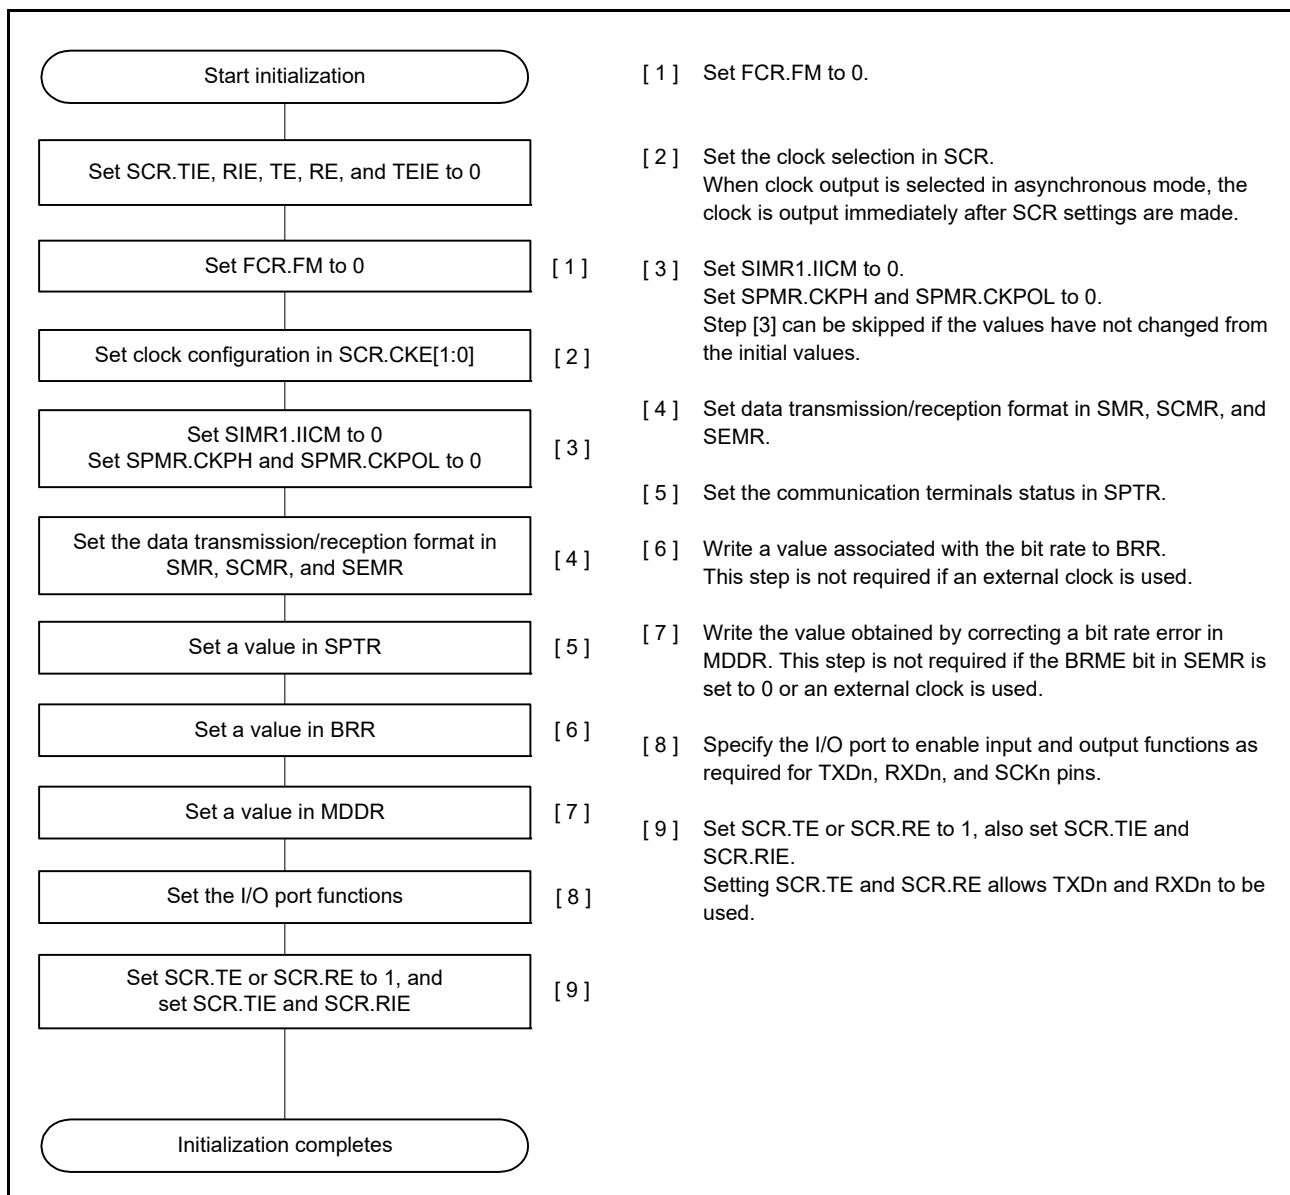 Start initialization
Set SCR.TIE, RIE, TE, RE, and TEIE to 0
Set FCR.FM to 0
[ 1 ]
Set clock configuration in SCR.CKE[1:0]
[ 2 ]
Set SIMR1.IICM to 0
Set SPMR.CKPH and SPMR.CKPOL to 0
[ 3 ]
Set the data transmission/reception format in
SMR, SCMR, and SEMR
[ 4 ]
Set a value in SPTR
[ 5 ]
Set a value in BRR
[ 6 ]
Set a value in MDDR
[ 7 ]
Set the I/O port functions
[ 8 ]
Set SCR.TE or SCR.RE to 1, and
set SCR.TIE and SCR.RIE
[ 9 ]
Initialization completes
[ 1 ] Set FCR.FM to 0.
[ 2 ] Set the clock selection in SCR.
When clock output is selected in asynchronous mode, the
clock is output immediately after SCR settings are made.
[ 3 ] Set SIMR1.IICM to 0.
Set SPMR.CKPH and SPMR.CKPOL to 0.
Step [3] can be skipped if the values have not changed from
the initial values.
[ 4 ] Set data transmission/reception format in SMR, SCMR, and
SEMR.
[ 5 ] Set the communication terminals status in SPTR.
[ 6 ] Write a value associated with the bit rate to BRR.
This step is not required if an external clock is used.
[ 7 ] Write the value obtained by correcting a bit rate error in
MDDR. This step is not required if the BRME bit in SEMR is
set to 0 or an external clock is used.
[ 8 ] Specify the I/O port to enable input and output functions as
required for TXDn, RXDn, and SCKn pins.
[ 9 ] Set SCR.TE or SCR.RE to 1, also set SCR.TIE and
SCR.RIE.
Setting SCR.TE and SCR.RE allows TXDn and RXDn to be
used.